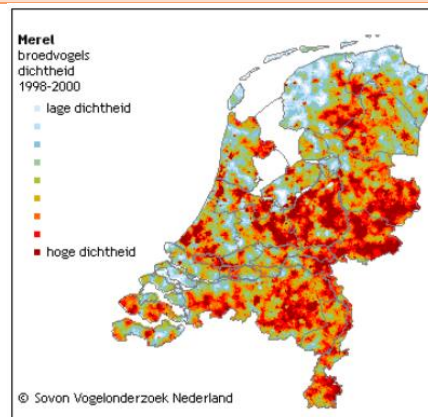 Merel
broedvogels
dichtheid
1998-2000
lage dichtheid
hoge dichtheid
© Sovon Vogelonderzoek Nederland